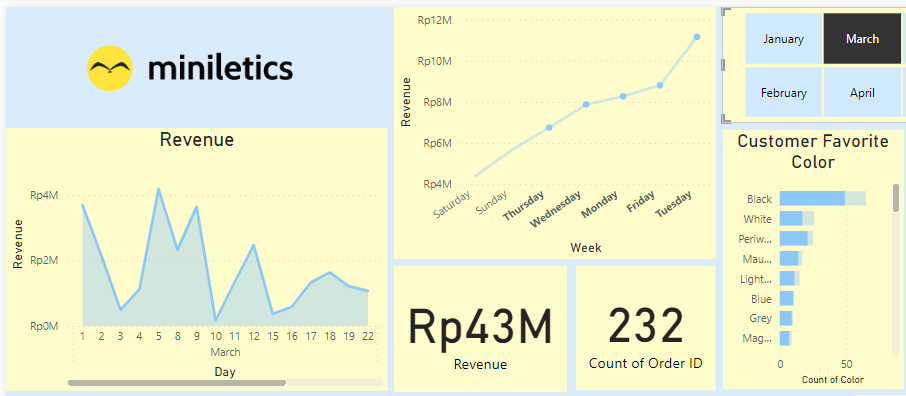 miniletics
Revenue
Revenue
Rp4M
Rp2M
Rp0M
1 2 3 4 5 8 9 10 11 12 15 16 17 18 19 22
March
Day
Revenue
Rp12M
Rp10M
Rp8M
Rp6M
Rp4M
Saturday Sunday Thursday Wednesday Monday Friday Tuesday
Week
Rp43M
Revenue
232
Count of Order ID
January March
February April
Customer Favorite
Color
Black
White
Periw...
Mau...
Light...
Blue
Grey
Mag...
0 50
Count of Color